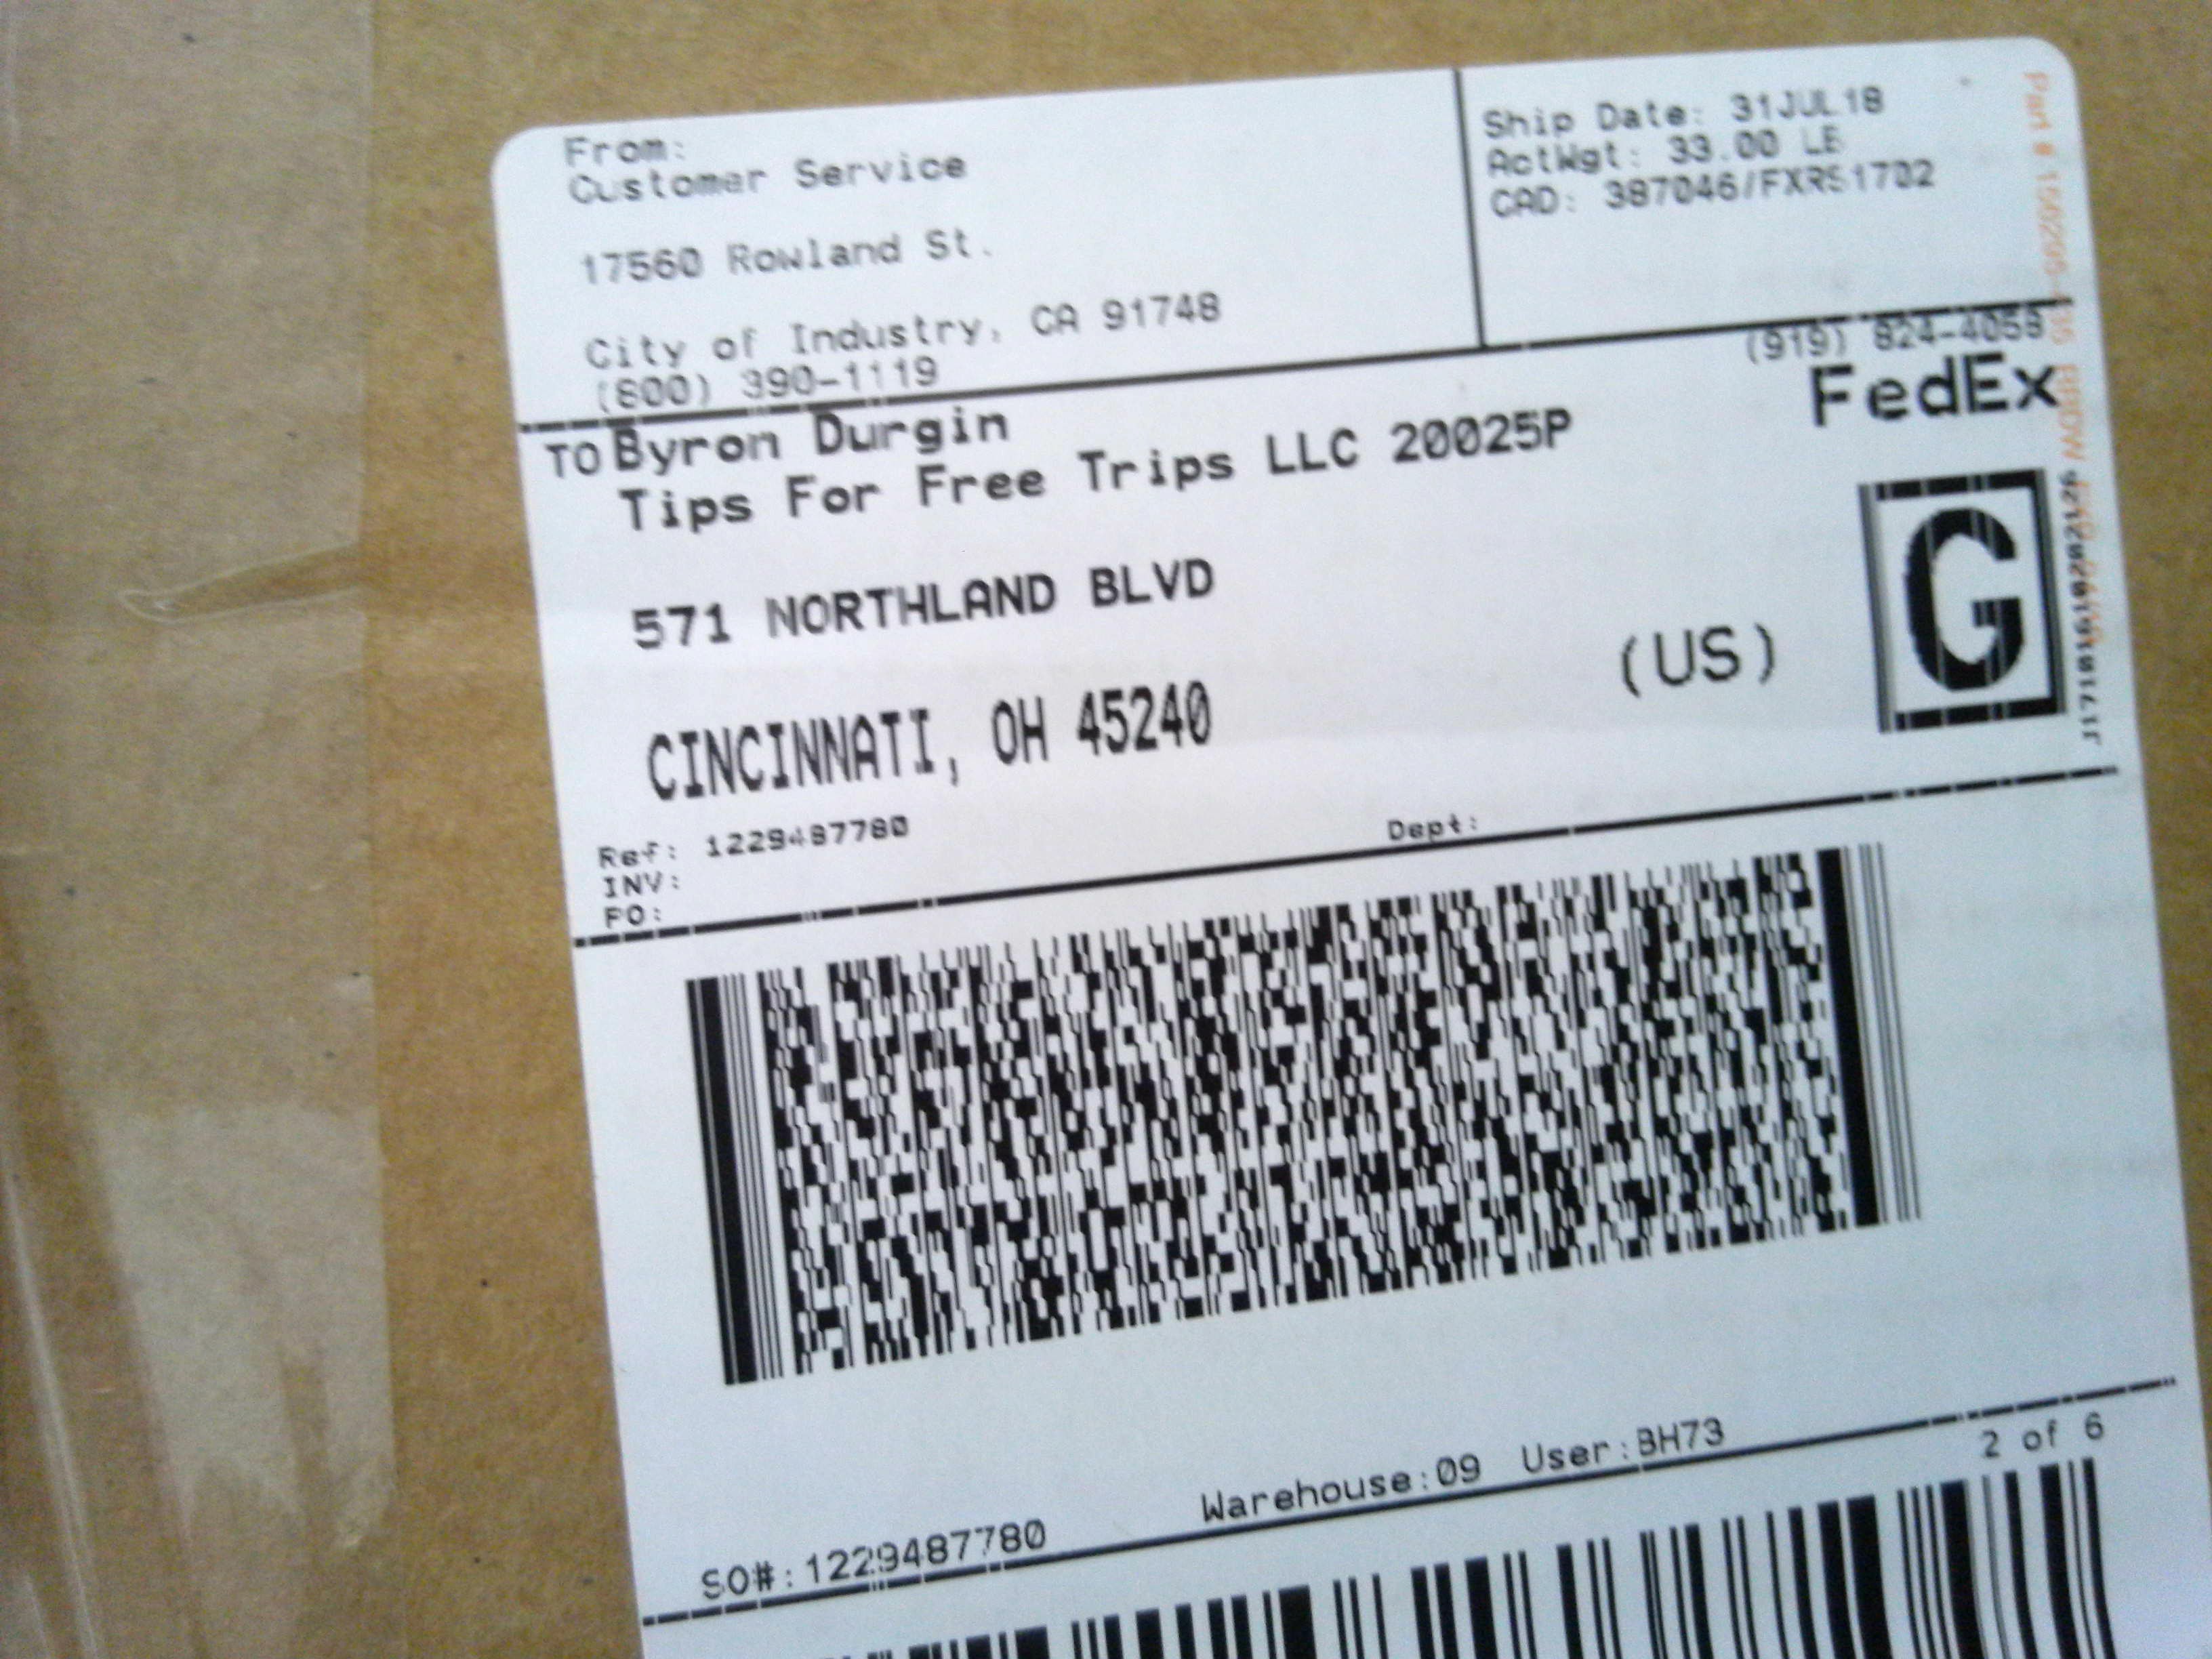 From:
Customer Service
17560 Rowland St.
City of Industry, CA 91748
(800) 390-1119
Ship Date: 31JUL18
ActWgt: 33.00 LB
CAD: 387046/FXRS1702
TO Byron Durgin
Tips For Free Trips LLC 20025P
(919) 824-4058
FedEx
571 NORTHLAND BLVD
(US)
G
CINCINNATI, OH 45240
Ref: 1229487780
Dept:
INV:
PO:
SO#:1229487780
Warehouse:09 User:BH73
2 of 6
Part #